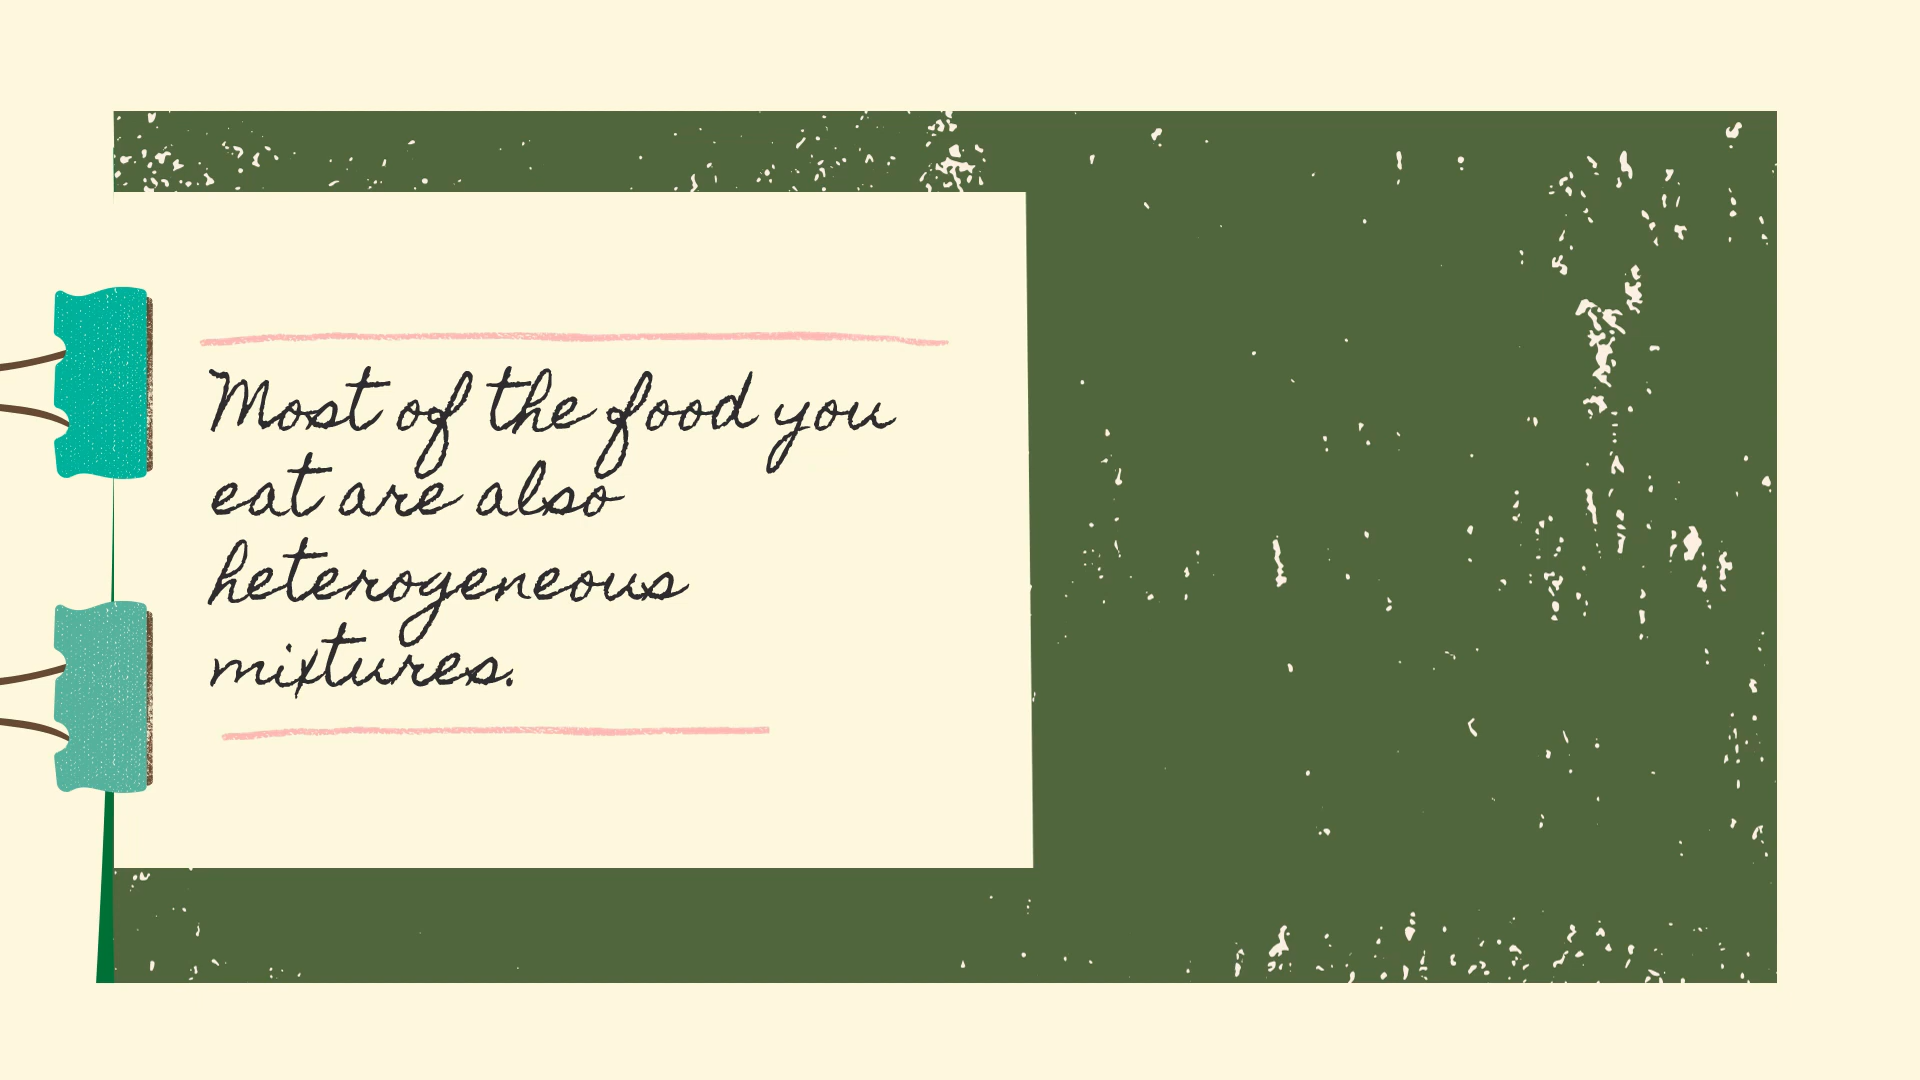 Most of the food you
eat are also
heterogeneous
mixtures.